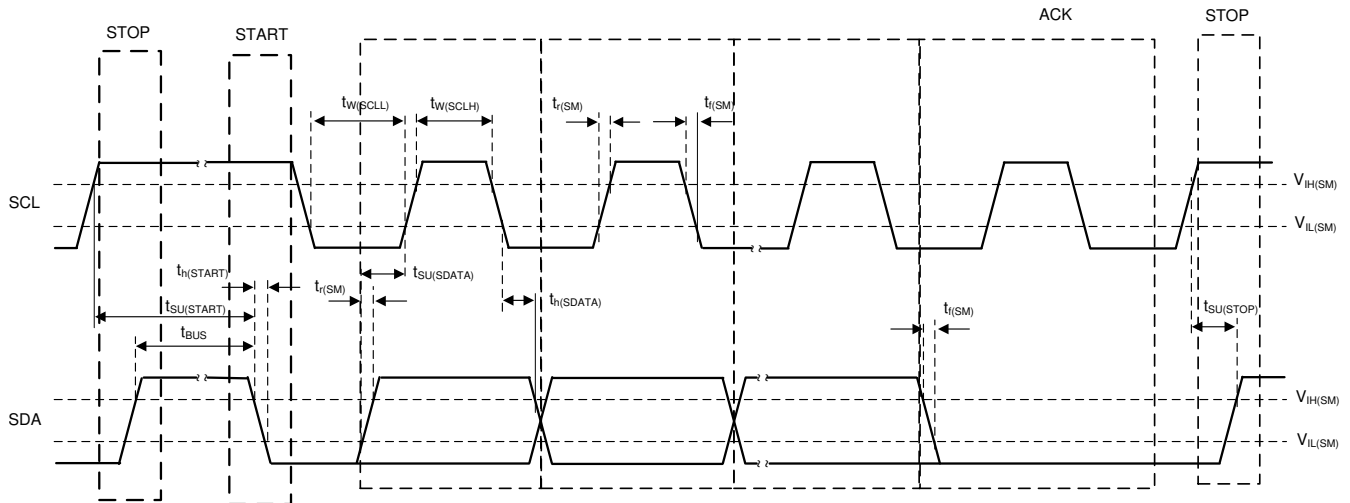 STOP START ACK STOP
tW(SCLL) tW(SCLH) tr(SM) tf(SM)
SCL VIH(SM)
VIL(SM)
th(START) tr(SM) tSU(SDATA) th(SDATA) tf(SM) tSU(STOP)
tSU(START)
tBUS
SDA VIH(SM)
VIL(SM)